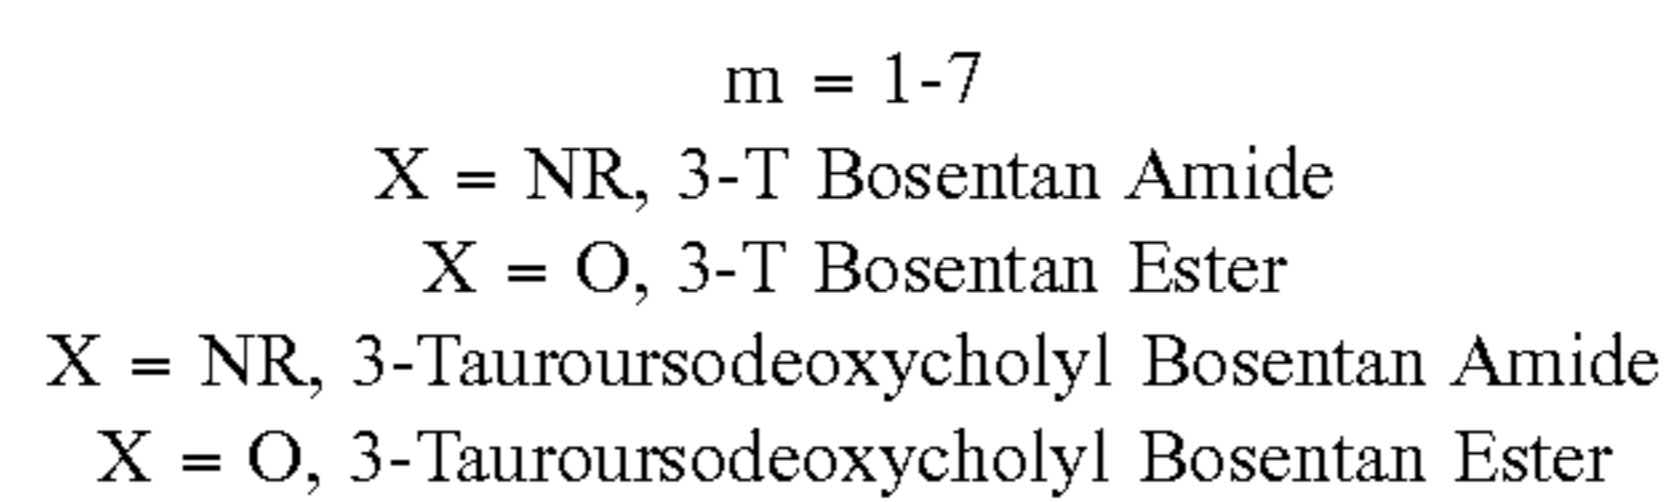 m = 1-7
X = NR, 3-T Bosentan Amide
X = O, 3-T Bosentan Ester
X = NR, 3-Tauroursodeoxycholyl Bosentan Amide
X = O, 3-Tauroursodeoxycholyl Bosentan Ester